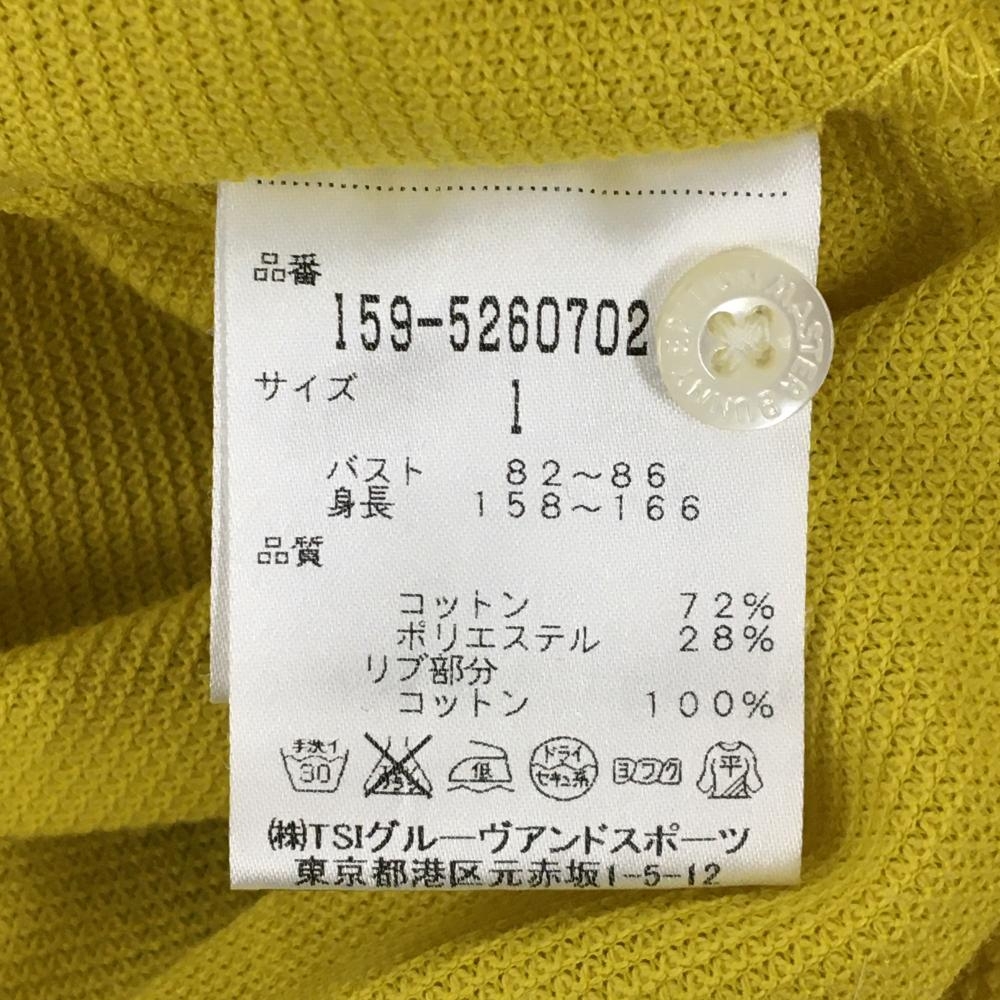 品番
159-5260702
サイズ
1
バスト 82~86
身長 158~166
品質
コットン 72%
ポリエステル 28%
リブ部分
コットン 100%
手洗イ 30 低 ドライ セキユ系 ヨワク 平
㈱TSIグルーヴアンドスポーツ
東京都港区元赤坂1-5-12
MASTER BUNNY